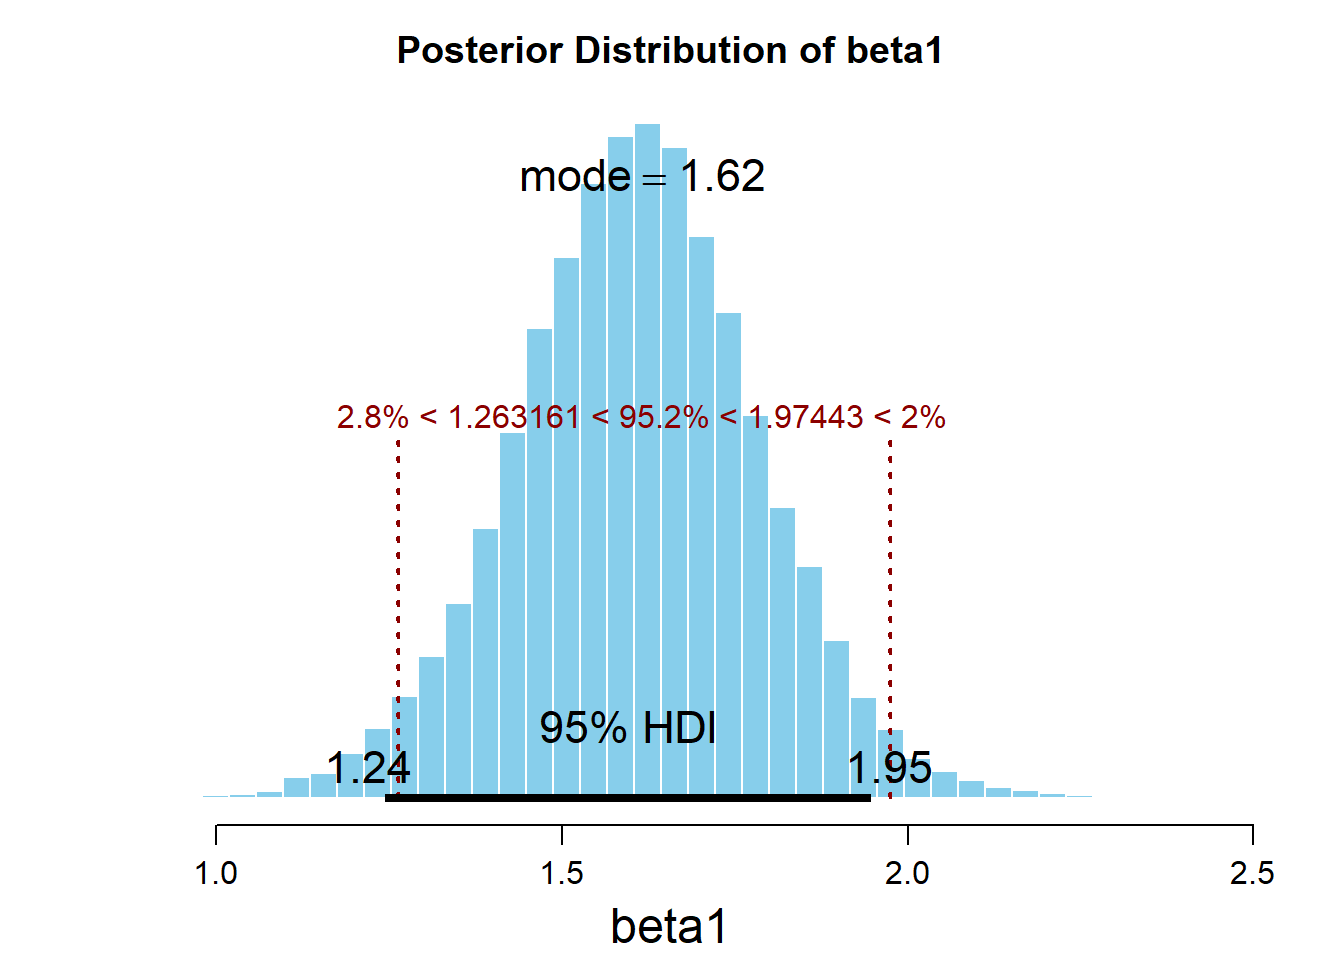 Posterior Distribution of beta1
mode = 1.62
2.8% < 1.263161 < 95.2% < 1.97443 < 2%
95% HDI
1.24 1.95
1.0 1.5 2.0 2.5
beta1